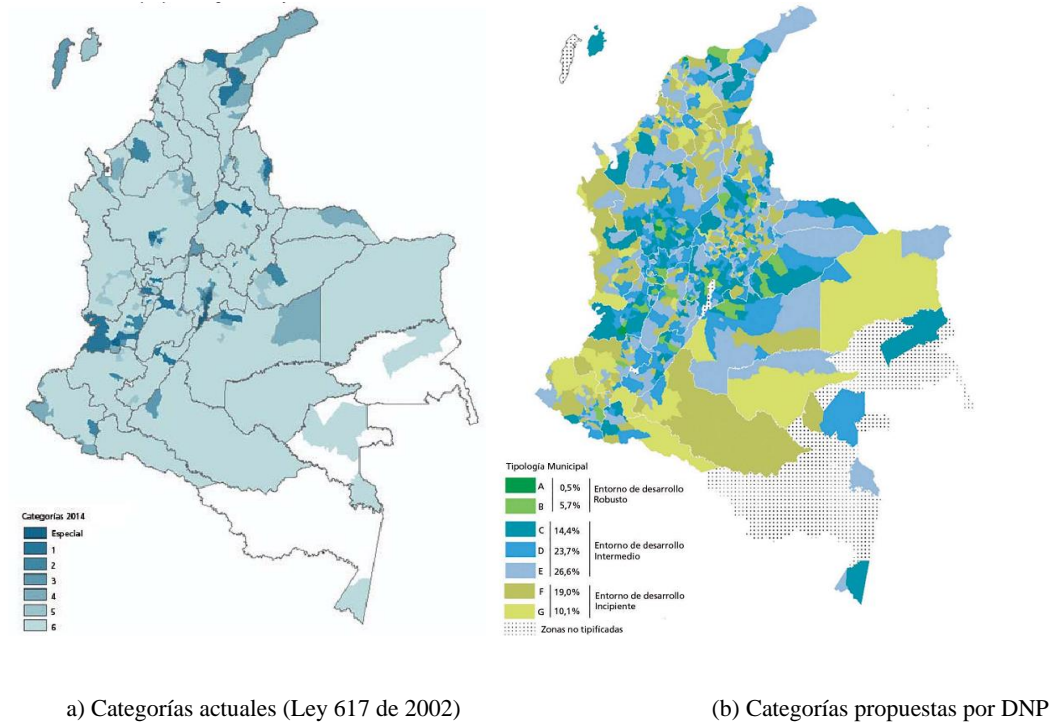 Categorías 2014
Especial
1
2
3
4
5
6
Tipología Municipal
A 0,5%
B 5,7%
Entorno de desarrollo
Robusto
C 14,4%
D 23,7%
E 26,6%
Entorno de desarrollo
Intermedio
F 19,0%
G 10,1%
Entorno de desarrollo
Incipiente
Zonas no tipificadas
a) Categorías actuales (Ley 617 de 2002)
(b) Categorías propuestas por DNP